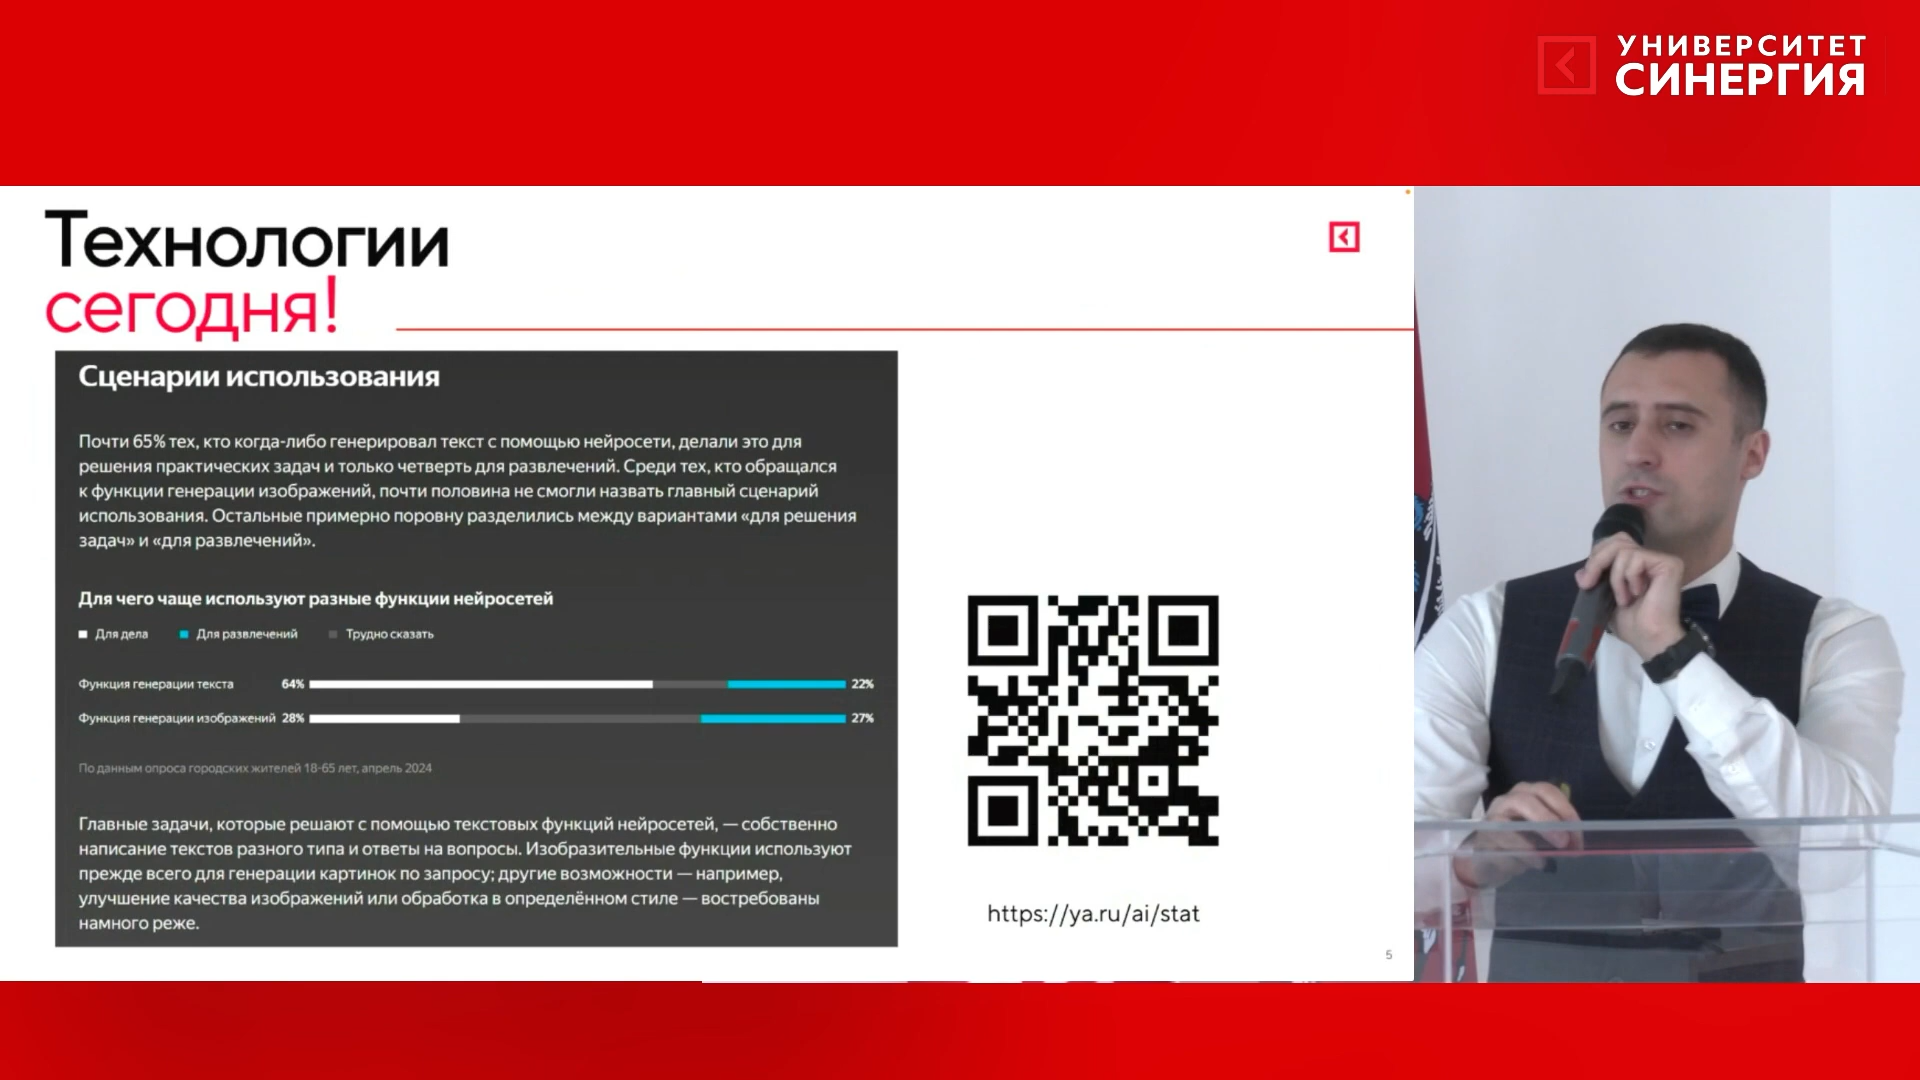 УНИВЕРСИТЕТ
СИНЕРГИЯ
Технологии
сегодня!
Сценарии использования
Почти 65% тех, кто когда-либо генерировал текст с помощью нейросети, делали это для
решения практических задач и только четверть для развлечений. Среди тех, кто обращался
к функции генерации изображений, почти половина не смогли назвать главный сценарий
использования. Остальные примерно поровну разделились между вариантами «для решения
задач» и «для развлечений».
Для чего чаще используют разные функции нейросетей
Для дела Для развлечений Трудно сказать
Функция генерации текста 64% 22%
Функция генерации изображений 28% 27%
По данным опроса городских жителей 18-65 лет, апрель 2024
Главные задачи, которые решают с помощью текстовых функций нейросетей, — собственно
написание текстов разного типа и ответы на вопросы. Изобразительные функции используют
прежде всего для генерации картинок по запросу; другие возможности — например,
улучшение качества изображений или обработка в определённом стиле — востребованы
намного реже.
https://ya.ru/ai/stat
5